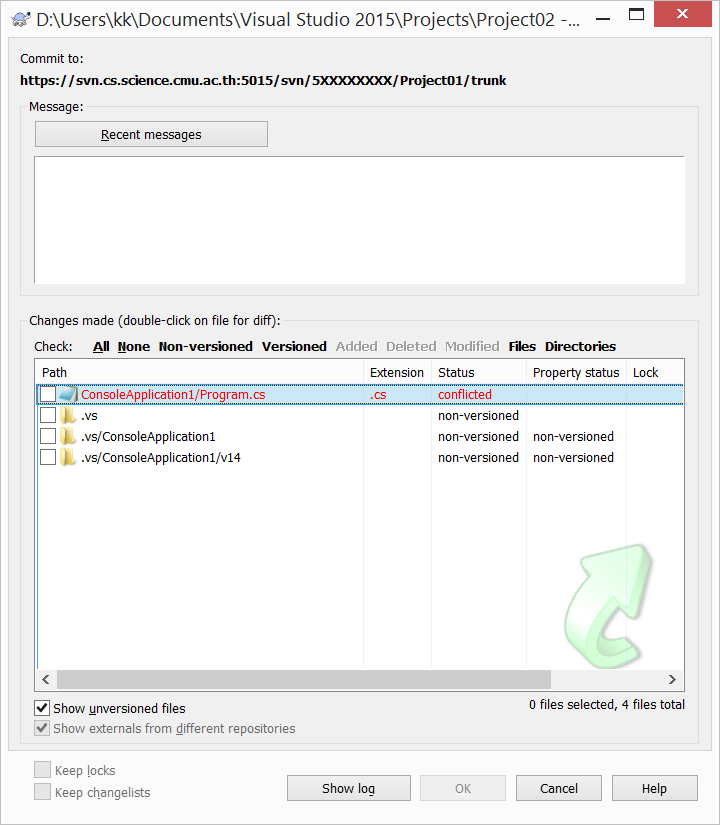 D:\Users\kk\Documents\Visual Studio 2015\Projects\Project02 -...
Commit to:
https://svn.cs.science.cmu.ac.th:5015/svn/5XXXXXXXX/Project01/trunk
Message:
Recent messages
Changes made (double-click on file for diff):
Check: All None Non-versioned Versioned Added Deleted Modified Files Directories
Path Extension Status Property status Lock
ConsoleApplication1/Program.cs .cs conflicted
.vs non-versioned
.vs/ConsoleApplication1 non-versioned non-versioned
.vs/ConsoleApplication1/v14 non-versioned non-versioned
Show unversioned files 0 files selected, 4 files total
Show externals from different repositories
Keep locks
Keep changelists
Show log OK Cancel Help